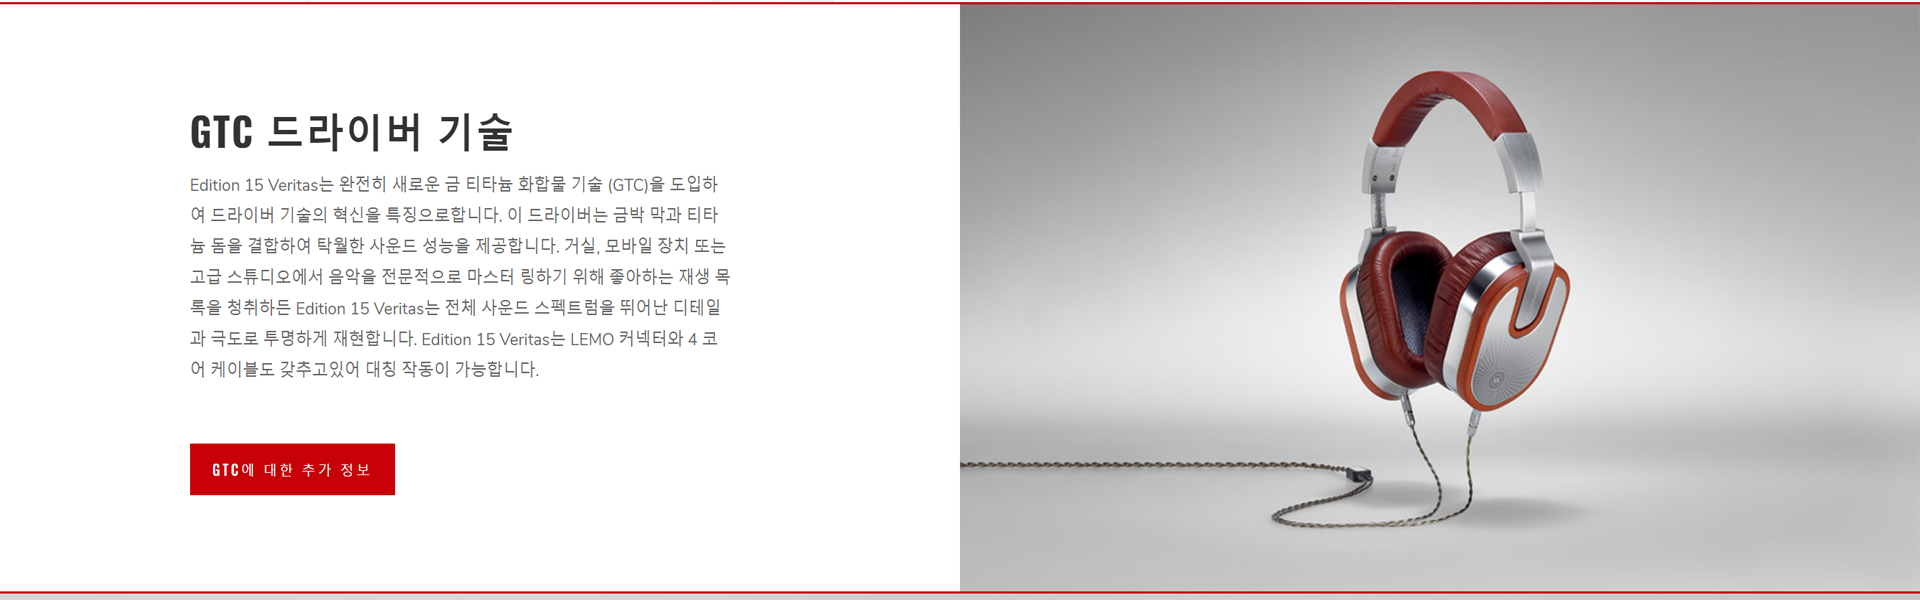 GTC 드라이버 기술
Edition 15 Veritas는 완전히 새로운 금 티타늄 화합물 기술 (GTC)을 도입하
여 드라이버 기술의 혁신을 특징으로합니다. 이 드라이버는 금박 막과 티타
늄 돔을 결합하여 탁월한 사운드 성능을 제공합니다. 거실, 모바일 장치 또는
고급 스튜디오에서 음악을 전문적으로 마스터 링하기 위해 좋아하는 재생 목
록을 청취하든 Edition 15 Veritas는 전체 사운드 스펙트럼을 뛰어난 디테일
과 극도로 투명하게 재현합니다. Edition 15 Veritas는 LEMO 커넥터와 4 코
어 케이블도 갖추고있어 대칭 작동이 가능합니다.
GTC에 대한 추가 정보